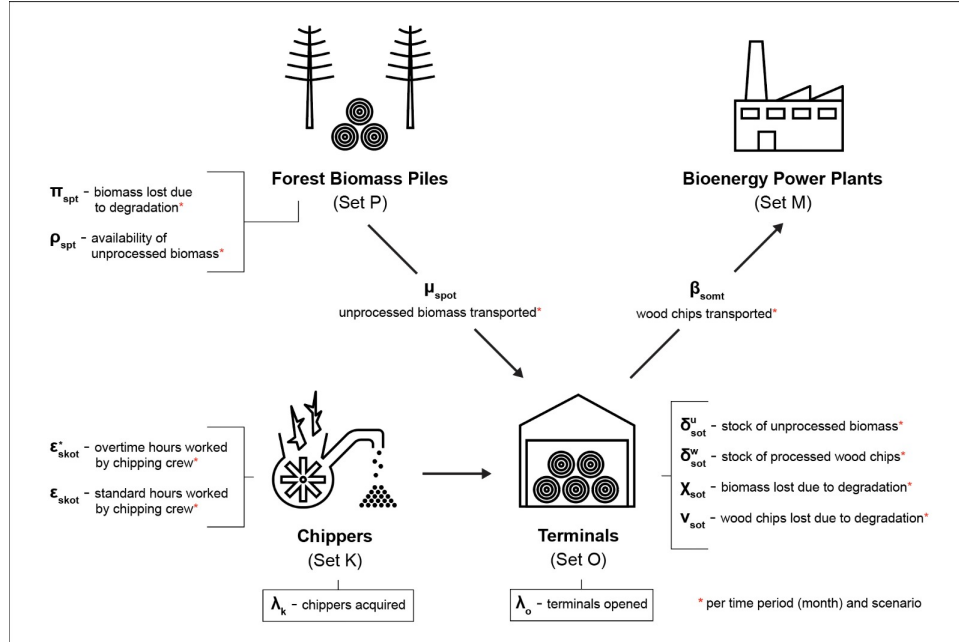 Forest Biomass Piles
(Set P)
Bioenergy Power Plants
(Set M)
π_spt - biomass lost due
to degradation*
ρ_spt - availability of
unprocessed biomass*
μ_spot
unprocessed biomass transported*
β_somt
wood chips transported*
ε*_skot - overtime hours worked
by chipping crew*
ε_skot - standard hours worked
by chipping crew*
δ^u_sot - stock of unprocessed biomass*
δ^w_sot - stock of processed wood chips*
χ_sot - biomass lost due to degradation*
ν_sot - wood chips lost due to degradation*
Chippers
(Set K)
Terminals
(Set O)
λ_k - chippers acquired
λ_o - terminals opened
* per time period (month) and scenario